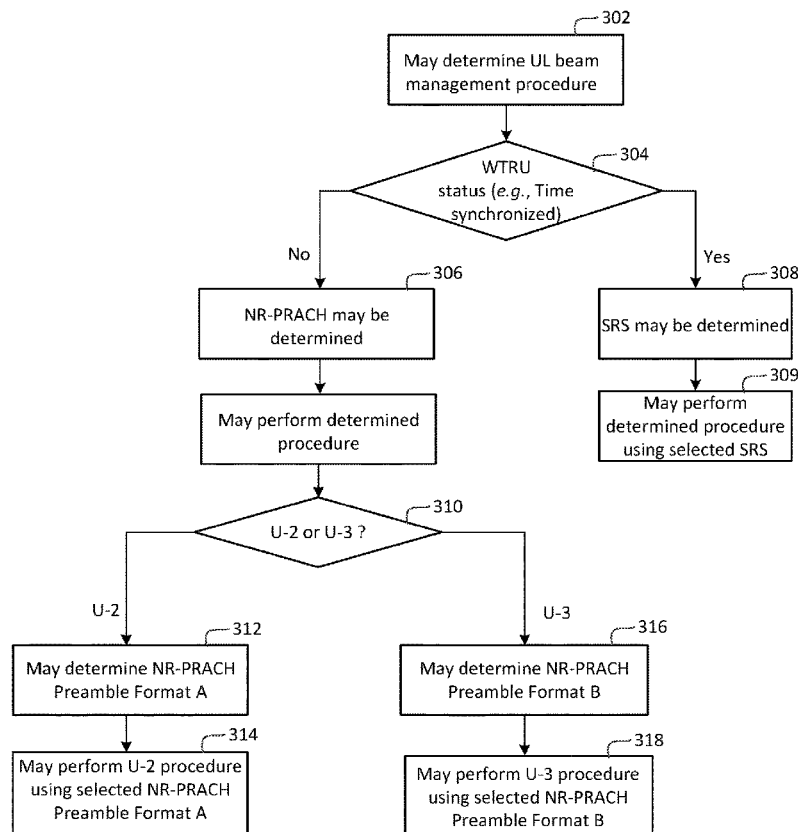 302
May determine UL beam
management procedure
304
WTRU
status (e.g., Time
synchronized)
No
Yes
306
NR-PRACH may be
determined
308
SRS may be determined
309
May perform
determined procedure
using selected SRS
May perform determined
procedure
310
U-2 or U-3 ?
U-2
U-3
312
May determine NR-PRACH
Preamble Format A
316
May determine NR-PRACH
Preamble Format B
314
May perform U-2 procedure
using selected NR-PRACH
Preamble Format A
318
May perform U-3 procedure
using selected NR-PRACH
Preamble Format B